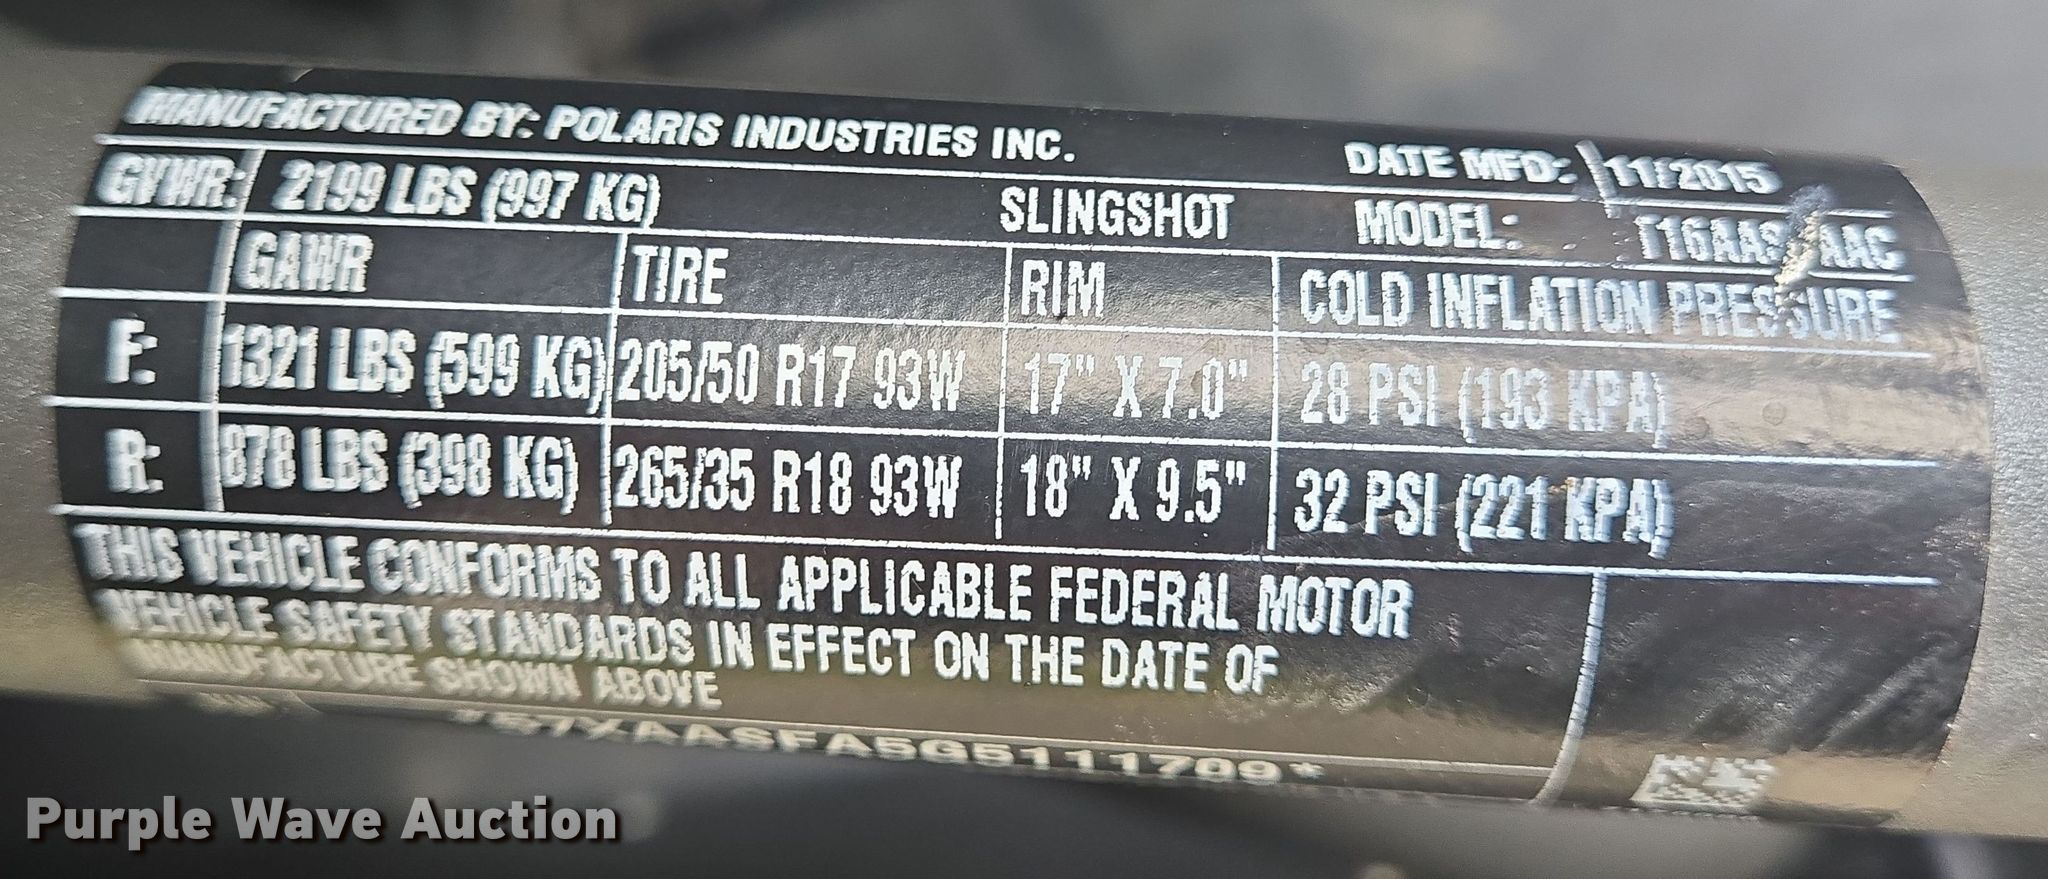 MANUFACTURED BY: POLARIS INDUSTRIES INC. DATE MFD: 11/2015
GVWR: 2199 LBS (997 KG) SLINGSHOT MODEL:
GAWR TIRE RIM COLD INFLATION PRESSURE
F: 1321 LBS (599 KG) 205/50 R17 93W 17" X 7.0" 28 PSI (193 KPA)
R: 878 LBS (398 KG) 265/35 R18 93W 18" X 9.5" 32 PSI (221 KPA)
THIS VEHICLE CONFORMS TO ALL APPLICABLE FEDERAL MOTOR
VEHICLE SAFETY STANDARDS IN EFFECT ON THE DATE OF
MANUFACTURE SHOWN ABOVE
*57XAASFA5G5111709*
Purple Wave Auction